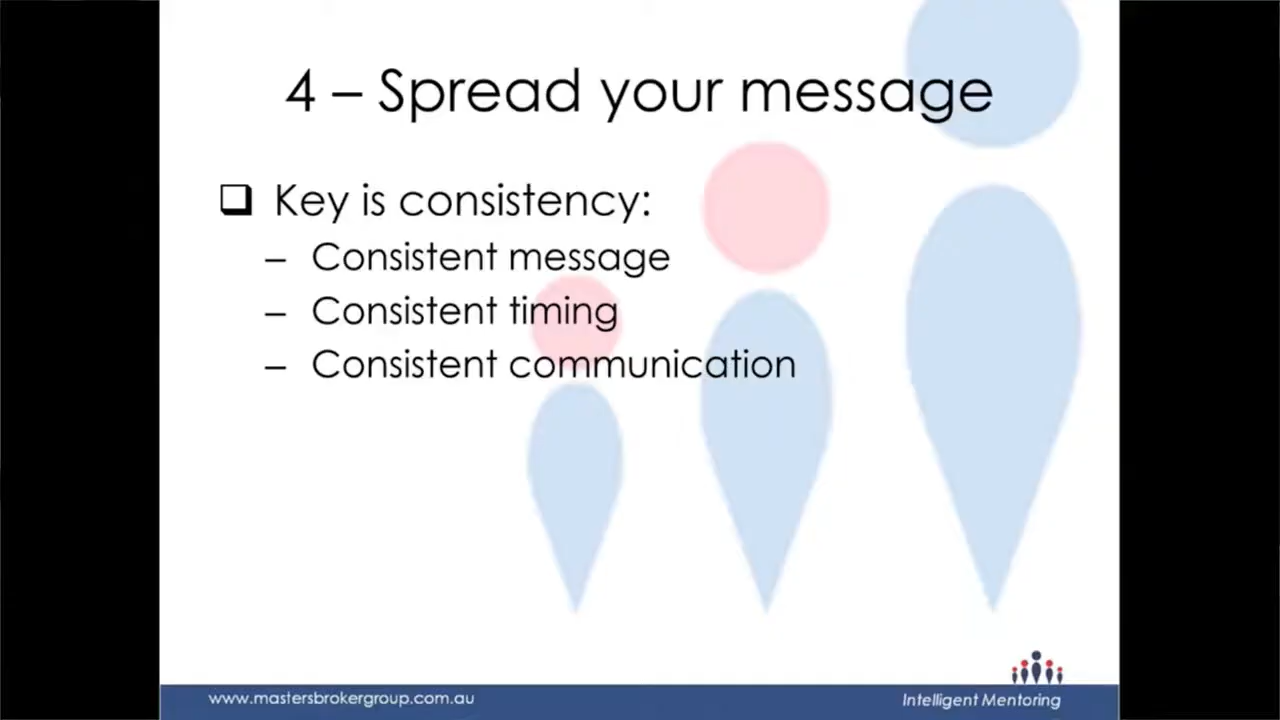 4 – Spread your message
❑ Key is consistency:
– Consistent message
– Consistent timing
– Consistent communication
www.mastersbrokergroup.com.au
Intelligent Mentoring